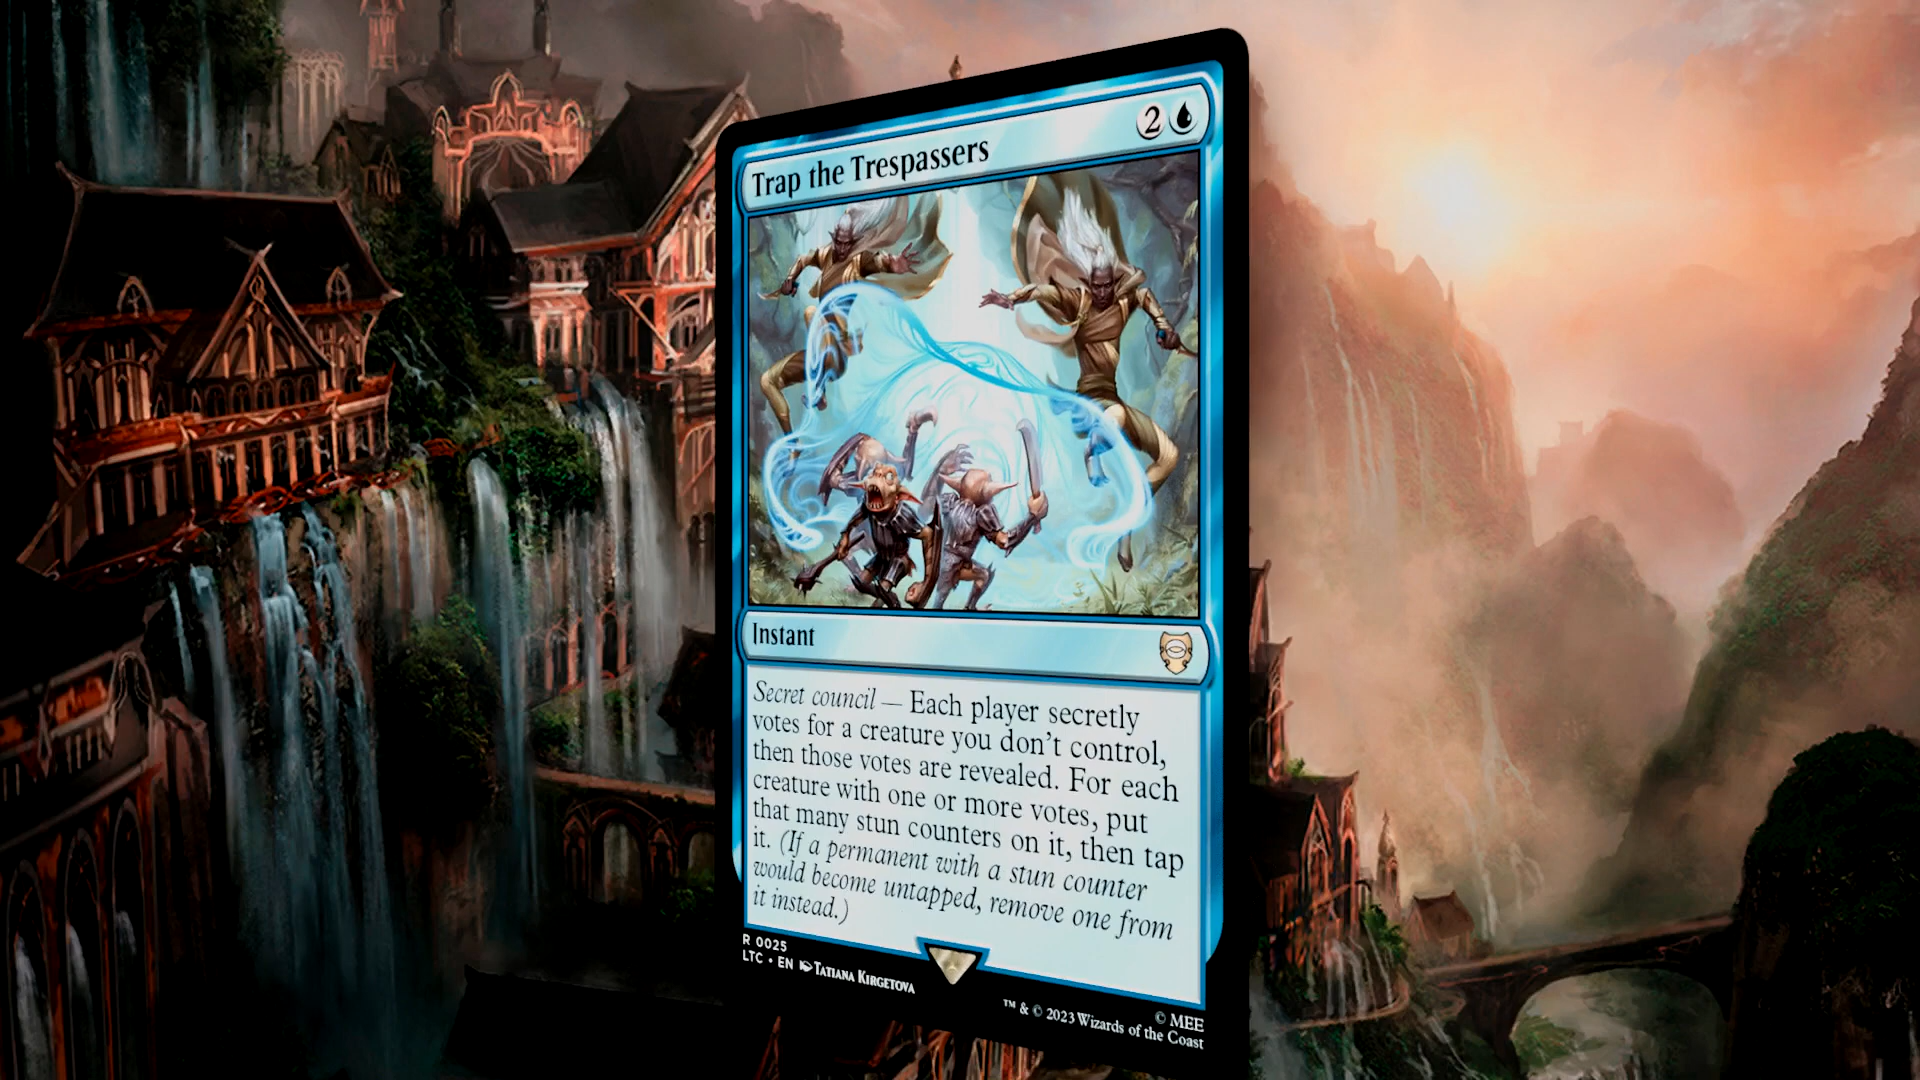 Trap the Trespassers
2
Instant
Secret council — Each player secretly
votes for a creature you don't control,
then those votes are revealed. For each
creature with one or more votes, put
that many stun counters on it, then tap
it. (If a permanent with a stun counter
would become untapped, remove one from
it instead.)
R 0025
LTC • EN Tatiana Kirgetova
© MEE
™ & © 2023 Wizards of the Coast